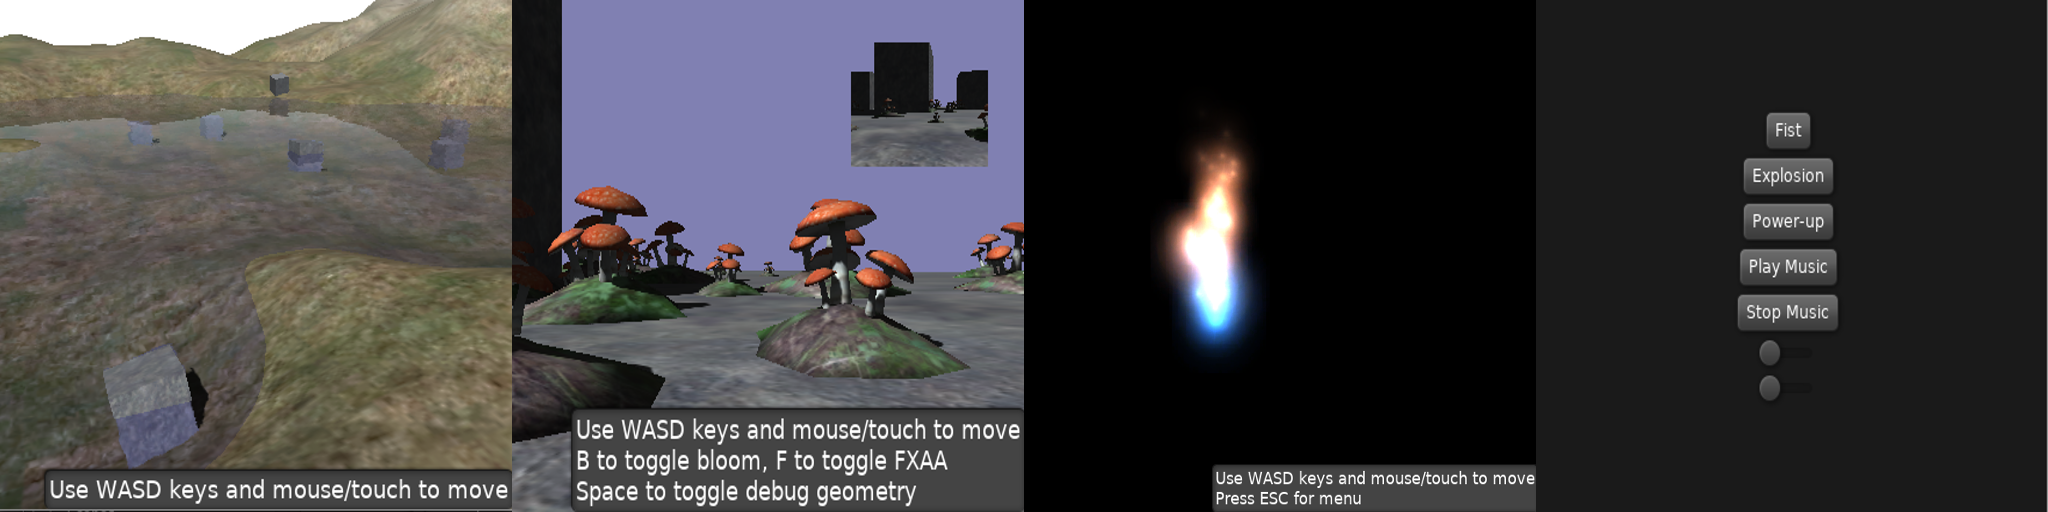 Use WASD keys and mouse/touch to move
Use WASD keys and mouse/touch to move
B to toggle bloom, F to toggle FXAA
Space to toggle debug geometry
Use WASD keys and mouse/touch to move
Press ESC for menu
Fist
Explosion
Power-up
Play Music
Stop Music